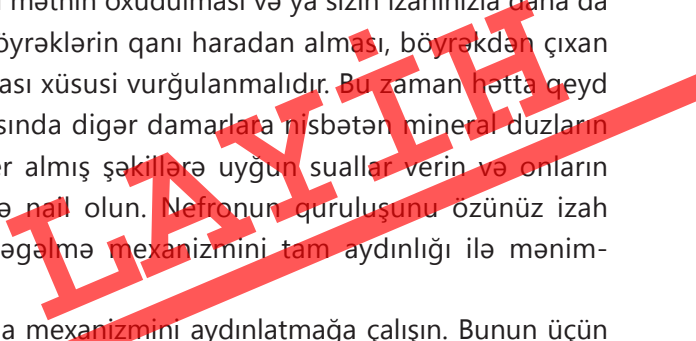 mətnin oxudulması və ya sizin izahınızla daha da
öyrəklərin qanı haradan alması, böyrəkdən çıxan
ası xüsusi vurğulanmalıdır. Bu zaman hətta qeyd
sında digər damarlara nisbətən mineral duzların
r almış şəkillərə uyğun suallar verin və onların
ə nail olun. Nefronun quruluşunu özünüz izah
əgəlmə mexanizmini tam aydınlığı ilə mənim-
a mexanizmini aydınlatmağa çalışın. Bunun üçün
LAYİH